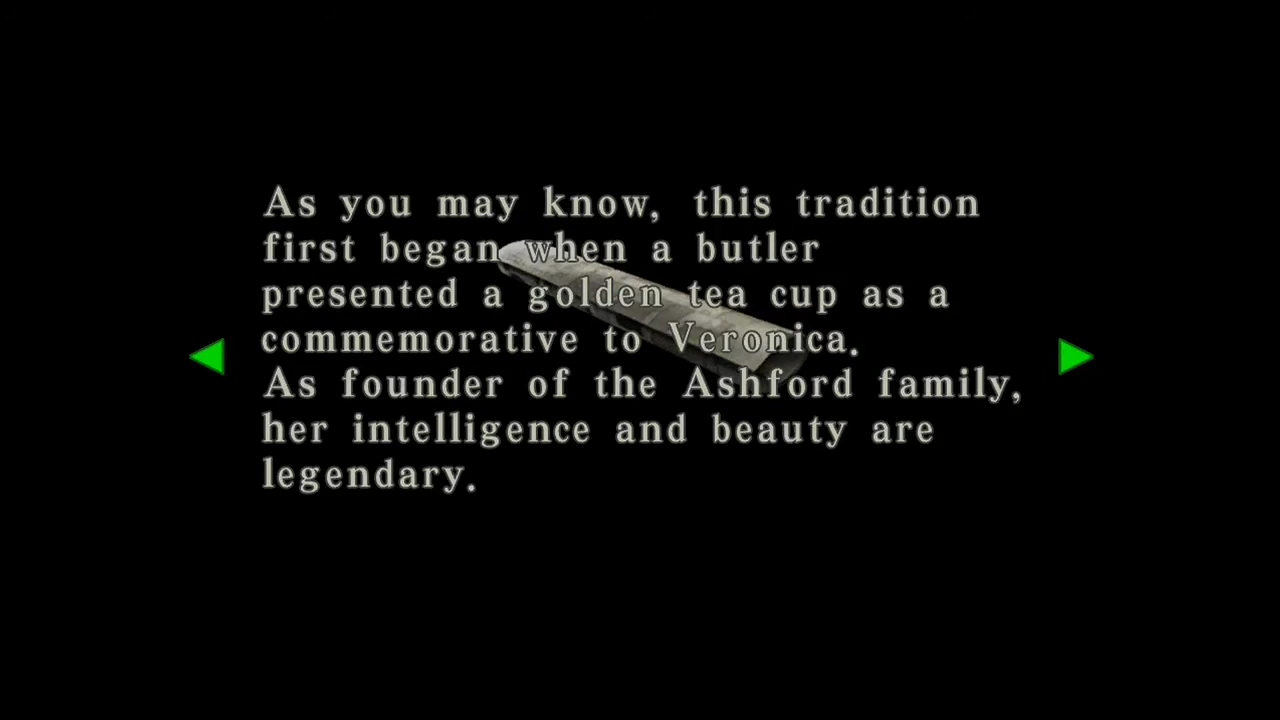 As you may know, this tradition
first began when a butler
presented a golden tea cup as a
commemorative to Veronica.
As founder of the Ashford family,
her intelligence and beauty are
legendary.